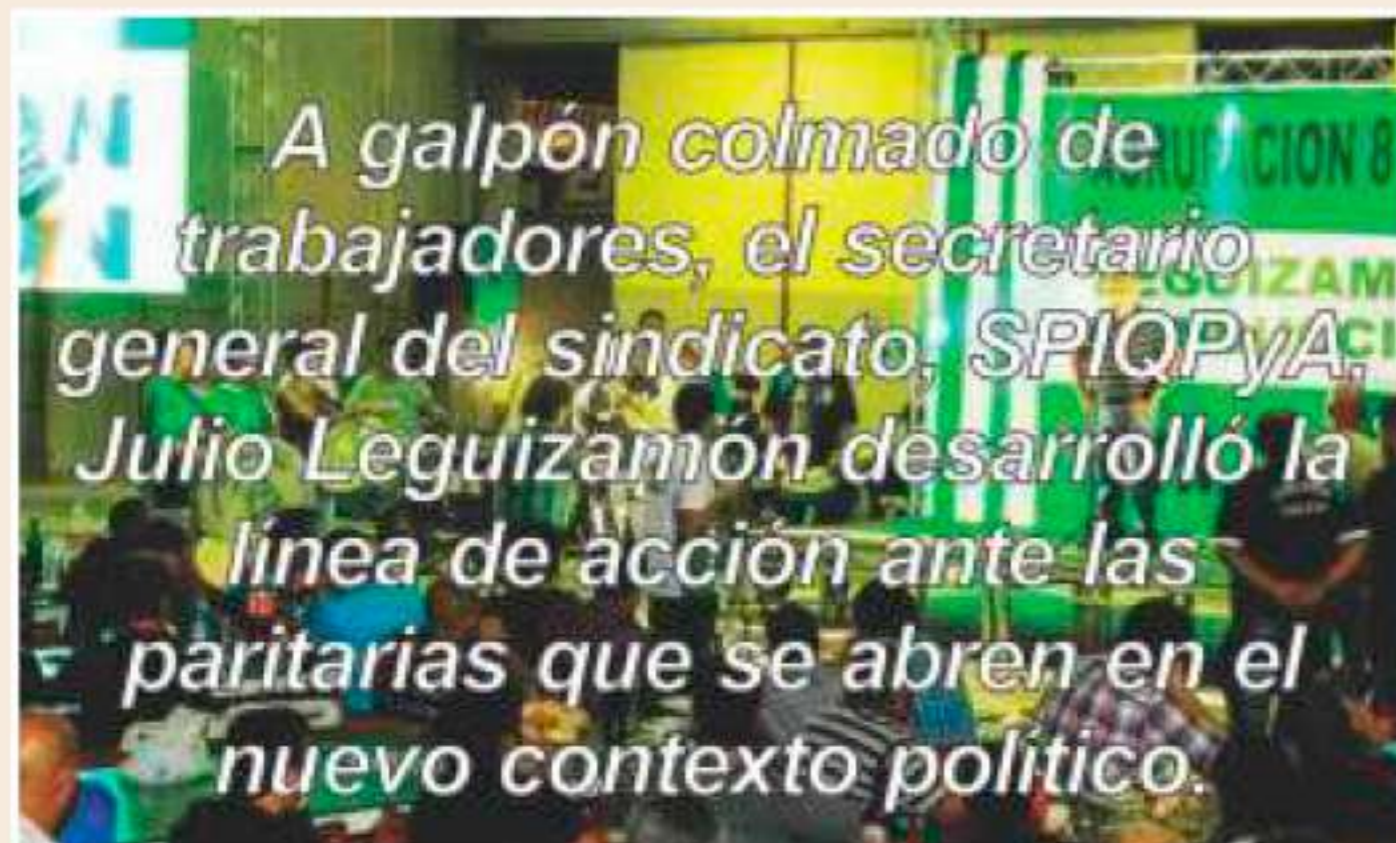 A galpón colmado de
trabajadores, el secretario
general del sindicato, SPIQPyA,
Julio Leguizamón desarrolló la
línea de acción ante las
paritarias que se abren en el
nuevo contexto político.